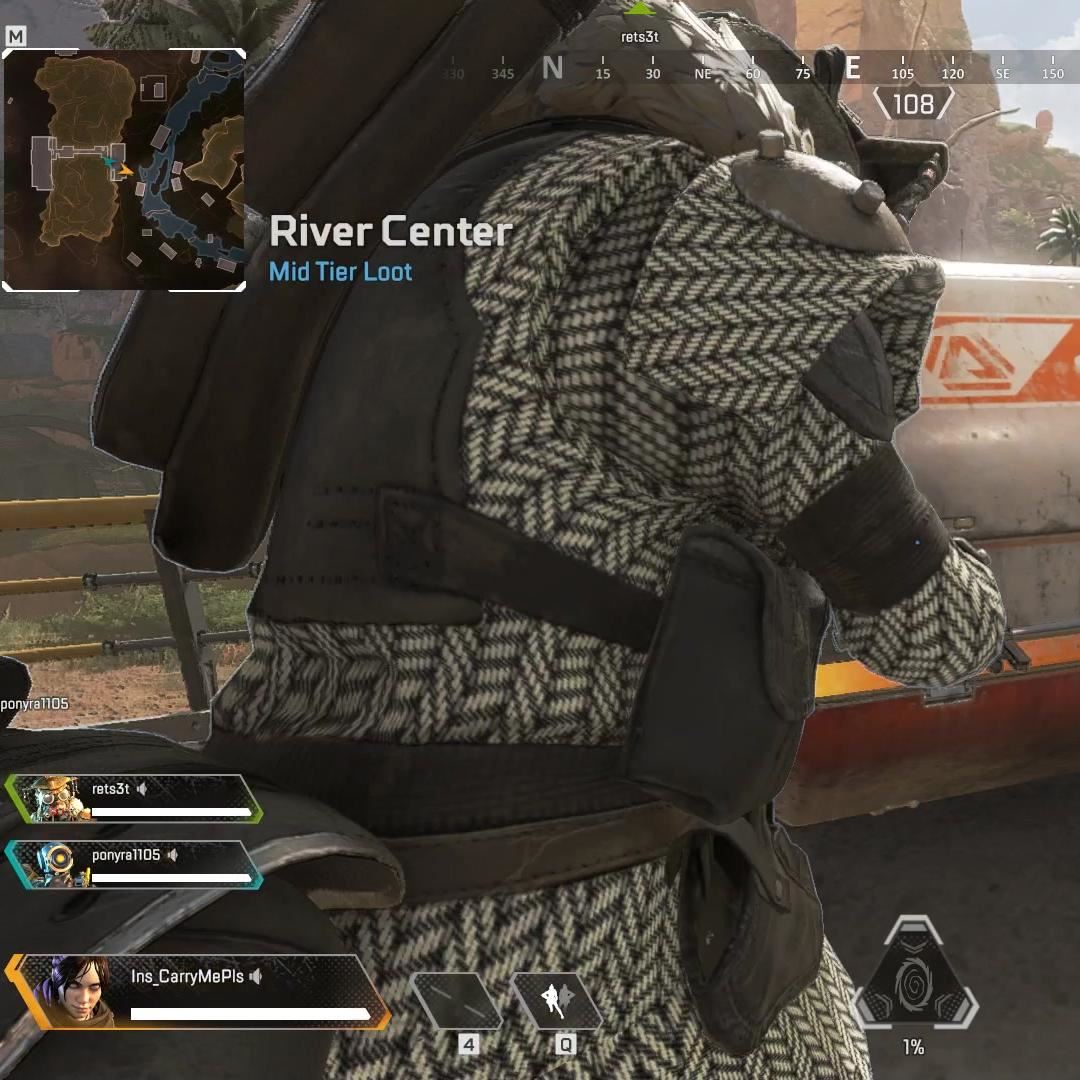 M
rets3t
330 345 N 15 30 NE 60 75 E 105 120 SE 150
108
River Center
Mid Tier Loot
ponyra1105
rets3t
ponyra1105
Ins_CarryMePls
4
Q
1%